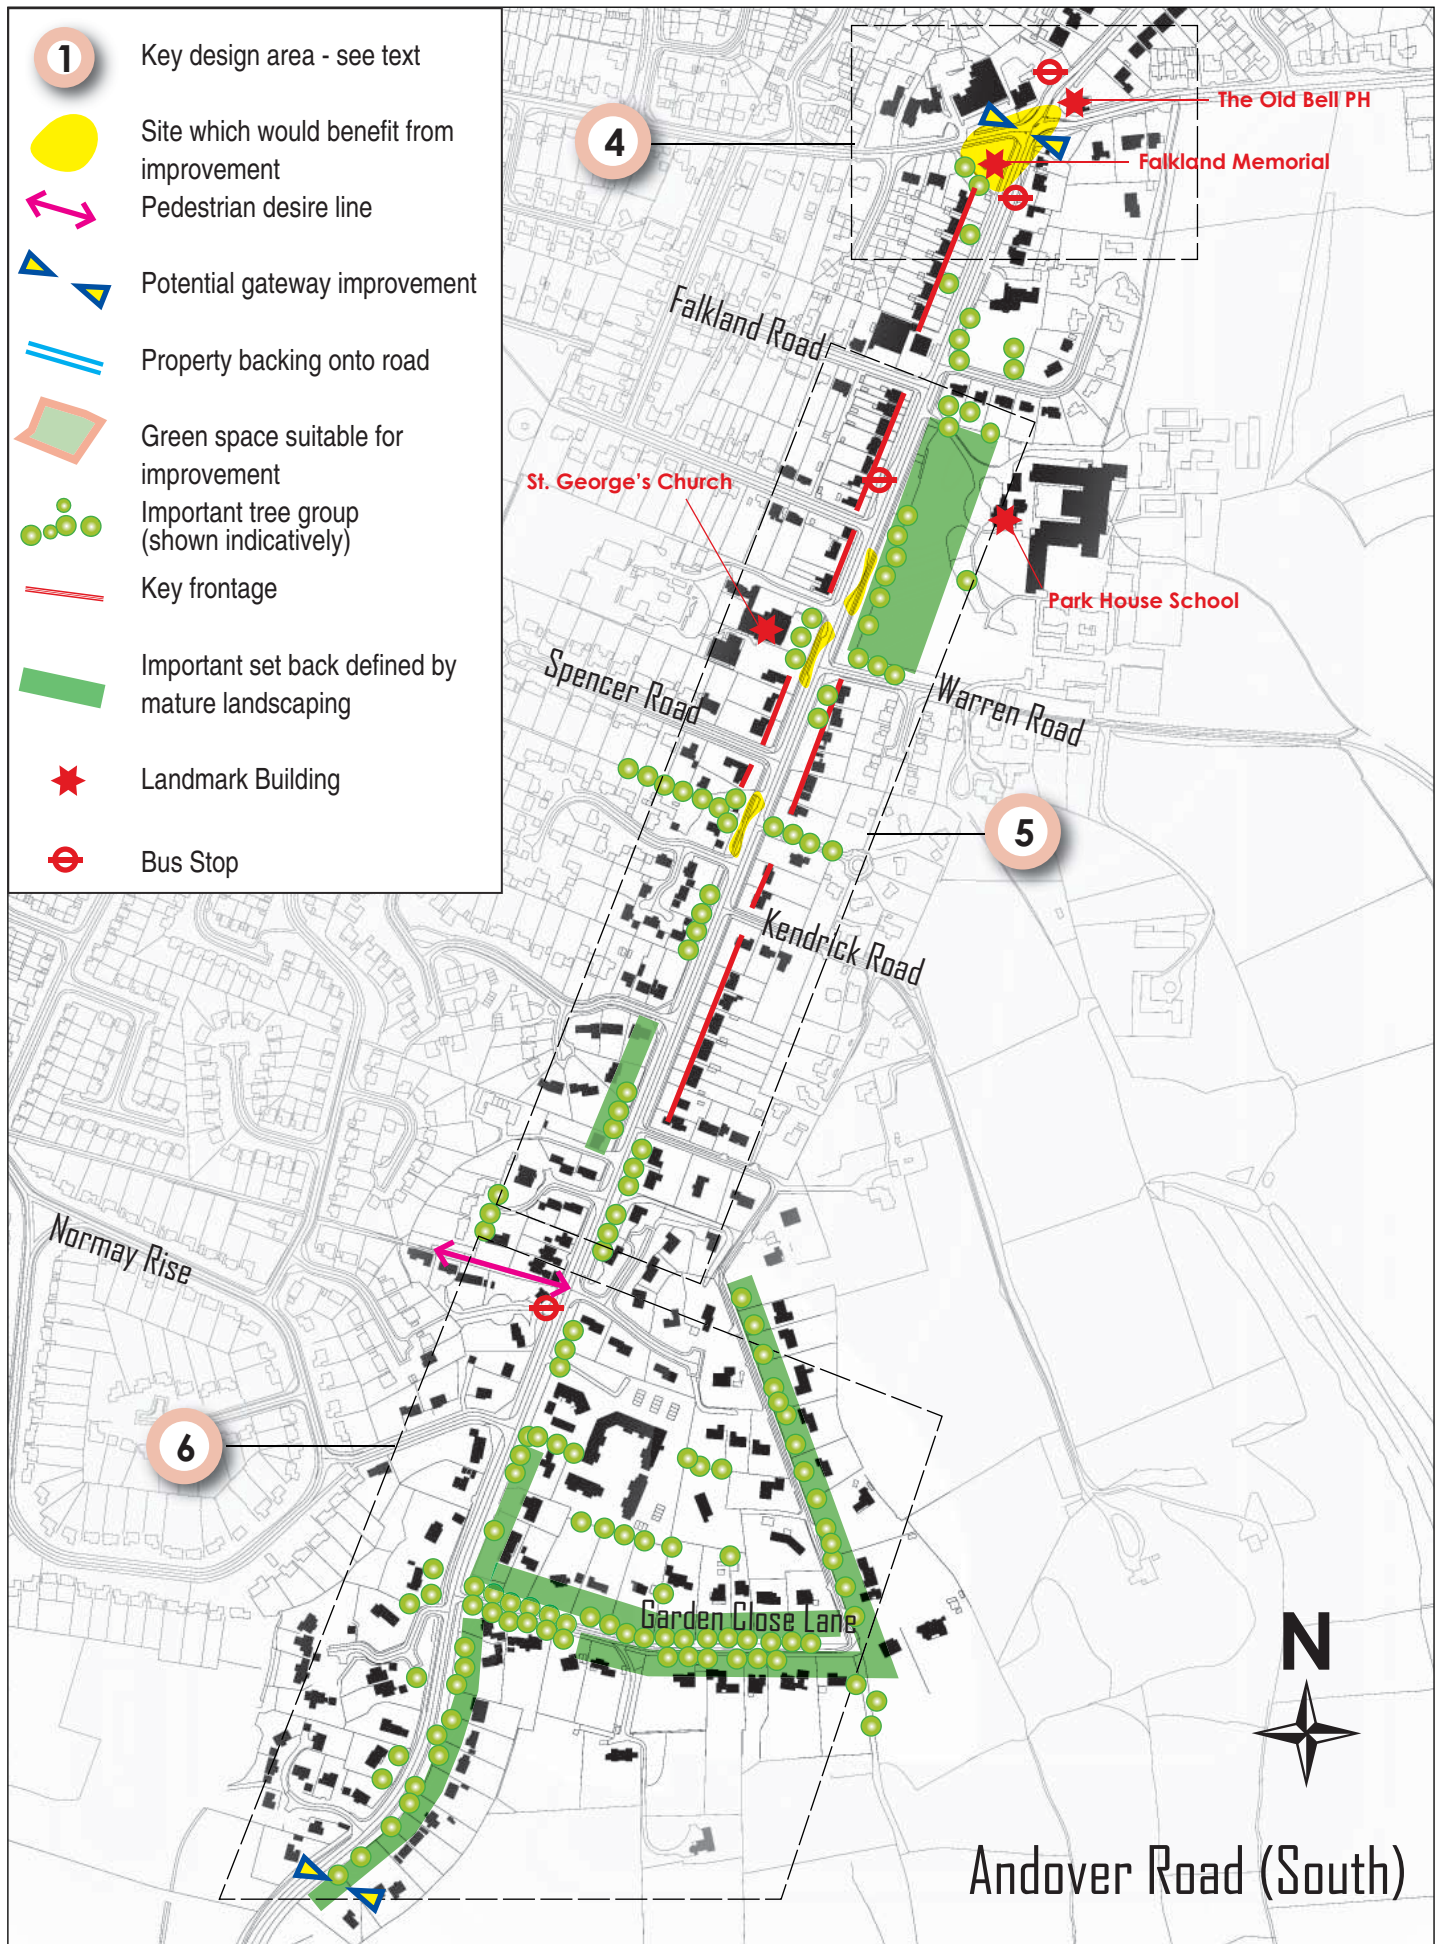 1
Key design area - see text
Site which would benefit from
improvement
Pedestrian desire line
Potential gateway improvement
Property backing onto road
Green space suitable for
improvement
Important tree group
(shown indicatively)
Key frontage
Important set back defined by
mature landscaping
Landmark Building
Bus Stop
The Old Bell PH
4
Falkland Memorial
Falkland Road
St. George's Church
Park House School
Spencer Road
Warren Road
5
Kendrick Road
Normay Rise
6
Garden Close Lane
N
Andover Road (South)